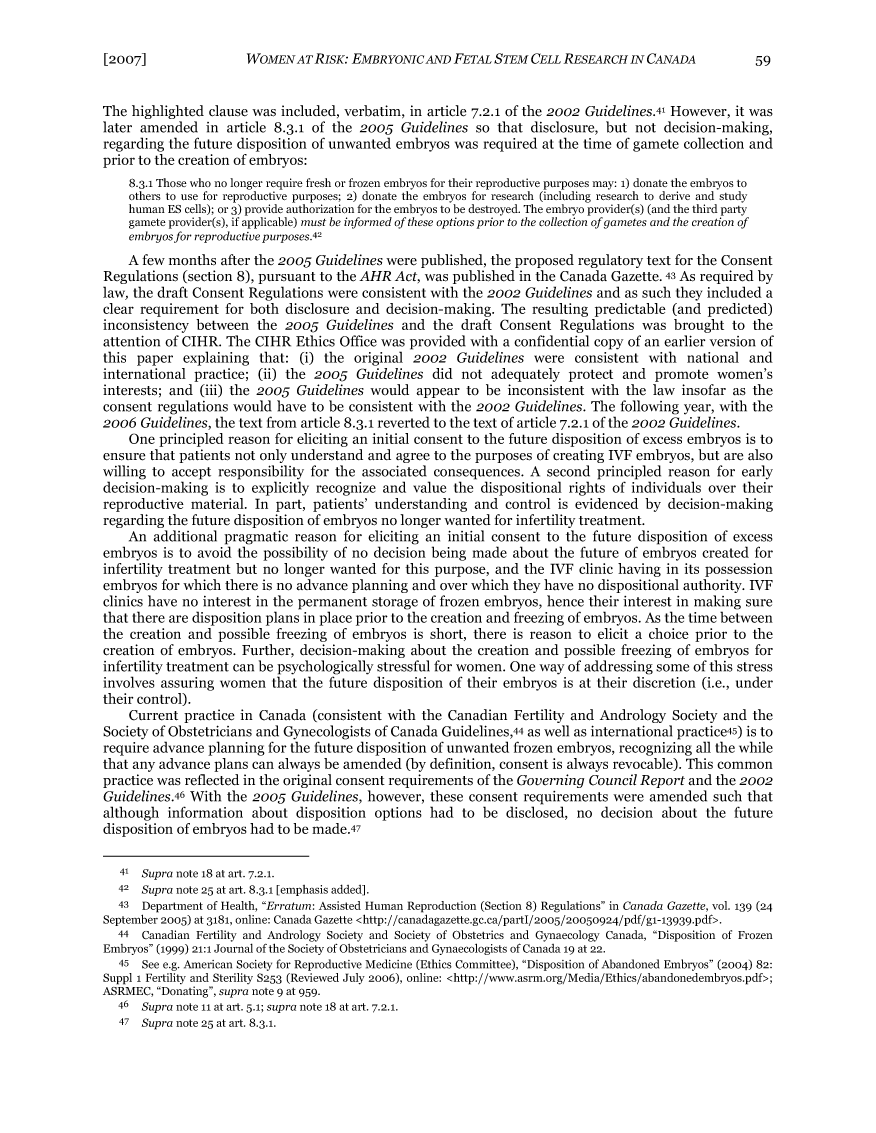 [2007] WOMEN AT RISK: EMBRYONIC AND FETAL STEM CELL RESEARCH IN CANADA 59
The highlighted clause was included, verbatim, in article 7.2.1 of the 2002 Guidelines.41 However, it was
later amended in article 8.3.1 of the 2005 Guidelines so that disclosure, but not decision-making,
regarding the future disposition of unwanted embryos was required at the time of gamete collection and
prior to the creation of embryos:
8.3.1 Those who no longer require fresh or frozen embryos for their reproductive purposes may: 1) donate the embryos to
others to use for reproductive purposes; 2) donate the embryos for research (including research to derive and study
human ES cells); or 3) provide authorization for the embryos to be destroyed. The embryo provider(s) (and the third party
gamete provider(s), if applicable) must be informed of these options prior to the collection of gametes and the creation of
embryos for reproductive purposes.42
A few months after the 2005 Guidelines were published, the proposed regulatory text for the Consent
Regulations (section 8), pursuant to the AHR Act, was published in the Canada Gazette. 43 As required by
law, the draft Consent Regulations were consistent with the 2002 Guidelines and as such they included a
clear requirement for both disclosure and decision-making. The resulting predictable (and predicted)
inconsistency between the 2005 Guidelines and the draft Consent Regulations was brought to the
attention of CIHR. The CIHR Ethics Office was provided with a confidential copy of an earlier version of
this paper explaining that: (i) the original 2002 Guidelines were consistent with national and
international practice; (ii) the 2005 Guidelines did not adequately protect and promote women's
interests; and (iii) the 2005 Guidelines would appear to be inconsistent with the law insofar as the
consent regulations would have to be consistent with the 2002 Guidelines. The following year, with the
2006 Guidelines, the text from article 8.3.1 reverted to the text of article 7.2.1 of the 2002 Guidelines.
One principled reason for eliciting an initial consent to the future disposition of excess embryos is to
ensure that patients not only understand and agree to the purposes of creating IVF embryos, but are also
willing to accept responsibility for the associated consequences. A second principled reason for early
decision-making is to explicitly recognize and value the dispositional rights of individuals over their
reproductive material. In part, patients' understanding and control is evidenced by decision-making
regarding the future disposition of embryos no longer wanted for infertility treatment.
An additional pragmatic reason for eliciting an initial consent to the future disposition of excess
embryos is to avoid the possibility of no decision being made about the future of embryos created for
infertility treatment but no longer wanted for this purpose, and the IVF clinic having in its possession
embryos for which there is no advance planning and over which they have no dispositional authority. IVF
clinics have no interest in the permanent storage of frozen embryos, hence their interest in making sure
that there are disposition plans in place prior to the creation and freezing of embryos. As the time between
the creation and possible freezing of embryos is short, there is reason to elicit a choice prior to the
creation of embryos. Further, decision-making about the creation and possible freezing of embryos for
infertility treatment can be psychologically stressful for women. One way of addressing some of this stress
involves assuring women that the future disposition of their embryos is at their discretion (i.e., under
their control).
Current practice in Canada (consistent with the Canadian Fertility and Andrology Society and the
Society of Obstetricians and Gynecologists of Canada Guidelines,44 as well as international practice45) is to
require advance planning for the future disposition of unwanted frozen embryos, recognizing all the while
that any advance plans can always be amended (by definition, consent is always revocable). This common
practice was reflected in the original consent requirements of the Governing Council Report and the 2002
Guidelines.46 With the 2005 Guidelines, however, these consent requirements were amended such that
although information about disposition options had to be disclosed, no decision about the future
disposition of embryos had to be made.47
41 Supra note 18 at art. 7.2.1.
42 Supra note 25 at art. 8.3.1 [emphasis added].
43 Department of Health, "Erratum: Assisted Human Reproduction (Section 8) Regulations" in Canada Gazette, vol. 139 (24
September 2005) at 3181, online: Canada Gazette <http://canadagazette.gc.ca/partI/2005/20050924/pdf/g1-13939.pdf>.
44 Canadian Fertility and Andrology Society and Society of Obstetrics and Gynaecology Canada, "Disposition of Frozen
Embryos" (1999) 21:1 Journal of the Society of Obstetricians and Gynaecologists of Canada 19 at 22.
45 See e.g. American Society for Reproductive Medicine (Ethics Committee), "Disposition of Abandoned Embryos" (2004) 82:
Suppl 1 Fertility and Sterility S253 (Reviewed July 2006), online: <http://www.asrm.org/Media/Ethics/abandonedembryos.pdf>;
ASRMEC, "Donating", supra note 9 at 959.
46 Supra note 11 at art. 5.1; supra note 18 at art. 7.2.1.
47 Supra note 25 at art. 8.3.1.